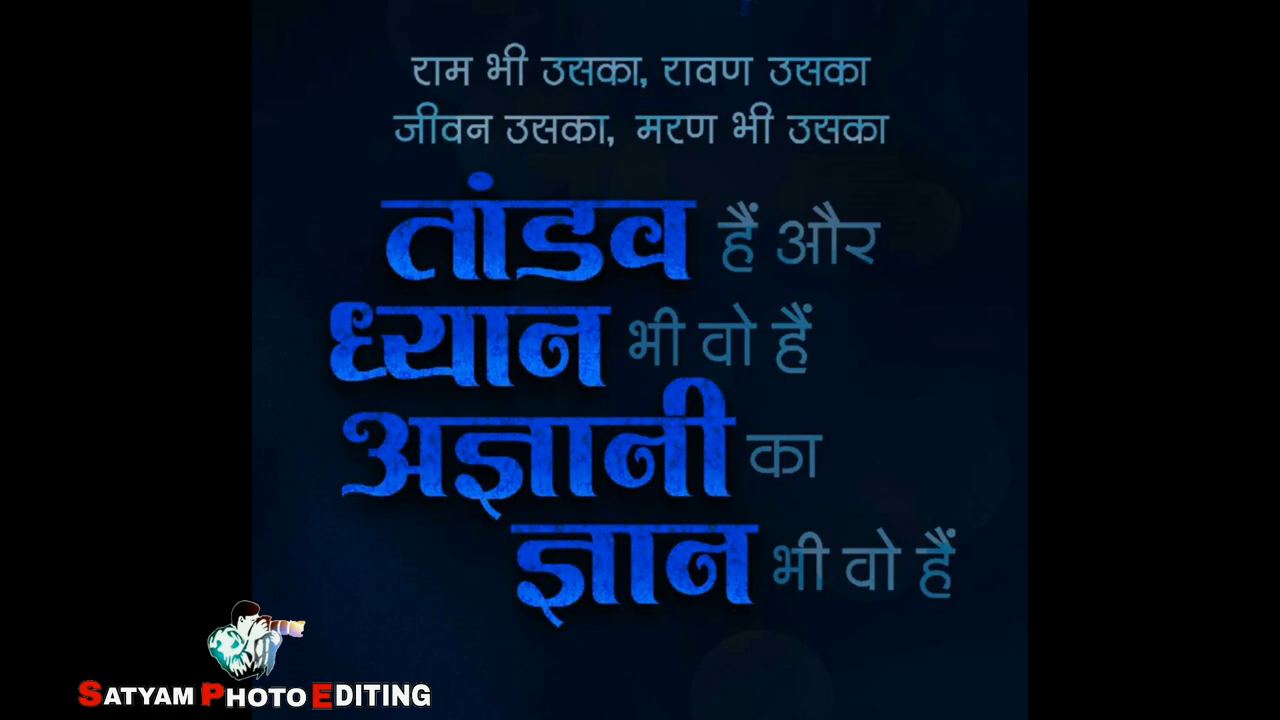 राम भी उसका, रावण उसका
जीवन उसका, मरण भी उसका
तांडव हैं और
ध्यान भी वो हैं
अज्ञानी का
ज्ञान भी वो हैं
SATYAM PHOTO EDITING